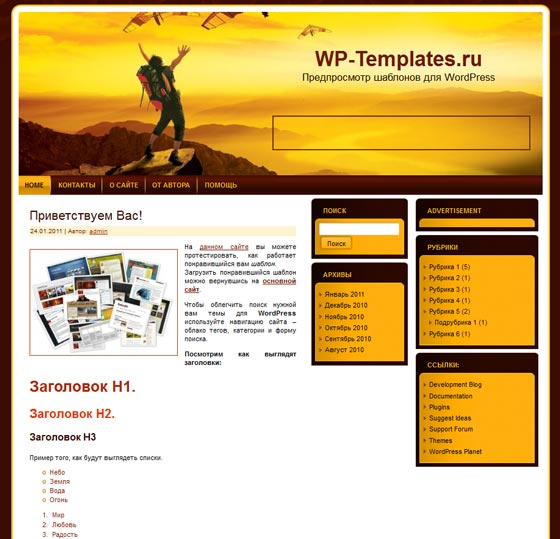 WP-Templates.ru
Предпросмотр шаблонов для WordPress
HOME КОНТАКТЫ О САЙТЕ ОТ АВТОРА ПОМОЩЬ
Приветствуем Вас!
24.01.2011 | Автор: admin
На данном сайте вы можете
протестировать, как работает
понравившийся вам шаблон.
Загрузить понравившийся шаблон
можно вернувшись на основной
сайт.
Чтобы облегчить поиск нужной
вам темы для WordPress
используйте навигацию сайта –
облако тегов, категории и форму
поиска.
Посмотрим как выглядят
заголовки:
Заголовок H1.
Заголовок H2.
Заголовок H3
Пример того, как будут выглядеть списки.
Небо
Земля
Вода
Огонь
1. Мир
2. Любовь
3. Радость
ПОИСК
Поиск
АРХИВЫ
Январь 2011
Декабрь 2010
Ноябрь 2010
Октябрь 2010
Сентябрь 2010
Август 2010
ADVERTISEMENT
РУБРИКИ
Рубрика 1 (5)
Рубрика 2 (1)
Рубрика 3 (1)
Рубрика 4 (1)
Рубрика 5 (2)
Подрубрика 1 (1)
Рубрика 6 (1)
ССЫЛКИ:
Development Blog
Documentation
Plugins
Suggest Ideas
Support Forum
Themes
WordPress Planet